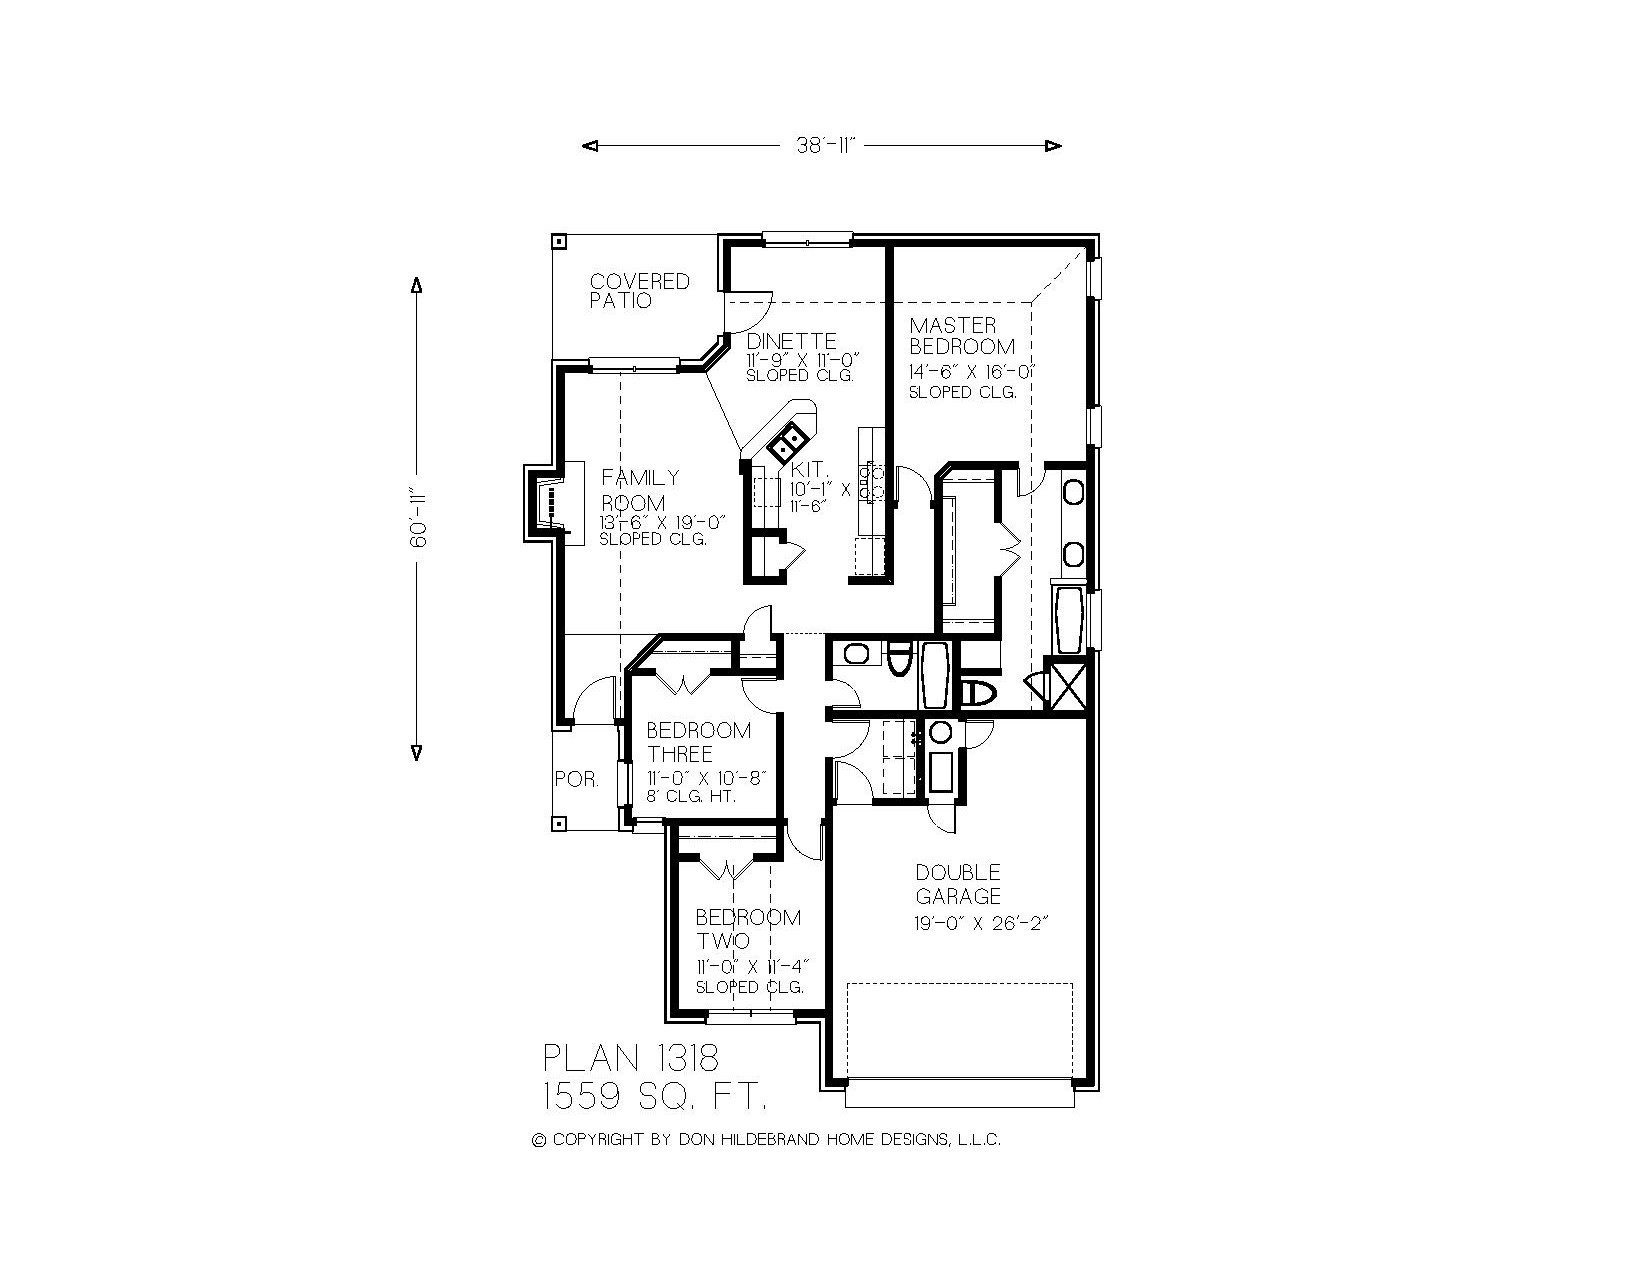 38'-11"
COVERED
PATIO
DINETTE
11'-9" X 11'-0"
SLOPED CLG.
MASTER
BEDROOM
14'-6" X 16'-0"
SLOPED CLG.
60'-11"
FAMILY
ROOM
13'-6" X 19'-0"
SLOPED CLG.
KIT.
10'-1" X
11'-6"
BEDROOM
THREE
11'-0" X 10'-8"
8' CLG. HT.
POR.
DOUBLE
GARAGE
19'-0" X 26'-2"
BEDROOM
TWO
11'-0" X 11'-4"
SLOPED CLG.
PLAN 1318
1559 SQ. FT.
© COPYRIGHT BY DON HILDEBRAND HOME DESIGNS, L.L.C.